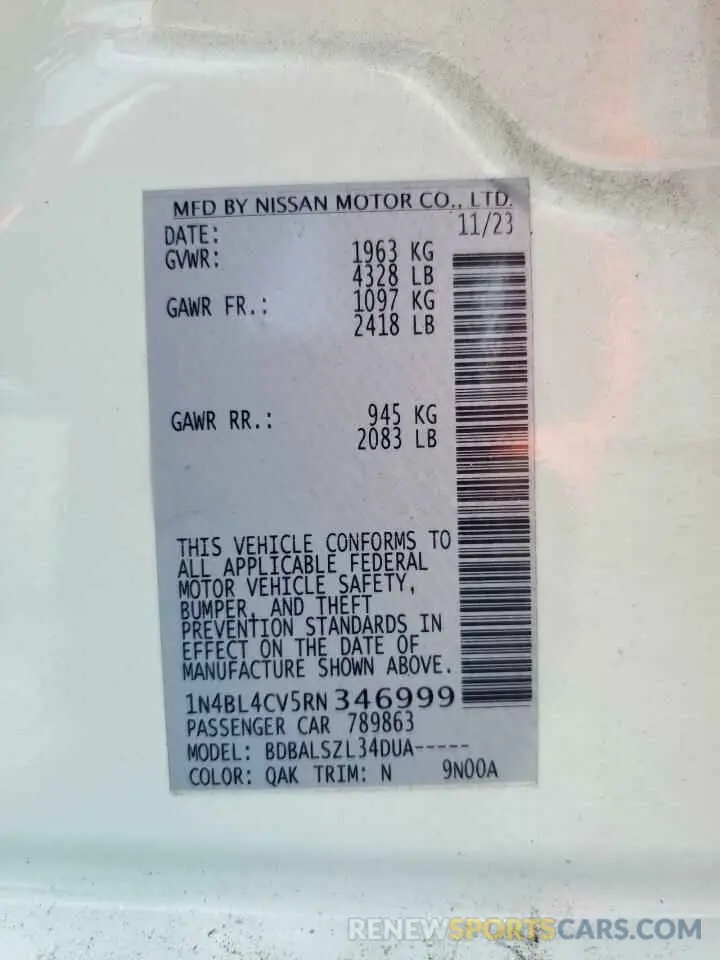 MFD BY NISSAN MOTOR CO., LTD.
DATE: 11/23
GVWR: 1963 KG
4328 LB
GAWR FR.: 1097 KG
2418 LB
GAWR RR.: 945 KG
2083 LB
THIS VEHICLE CONFORMS TO
ALL APPLICABLE FEDERAL
MOTOR VEHICLE SAFETY,
BUMPER, AND THEFT
PREVENTION STANDARDS IN
EFFECT ON THE DATE OF
MANUFACTURE SHOWN ABOVE.
1N4BL4CV5RN346999
PASSENGER CAR 789863
MODEL: BDBALSZL34DUA-----
COLOR: QAK TRIM: N 9N00A
RENEWSPORTSCARS.COM